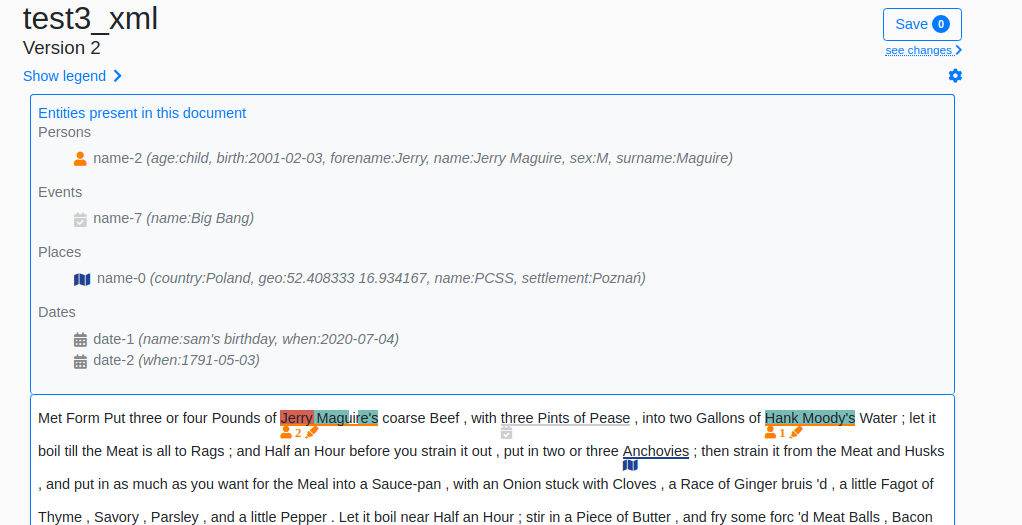 test3_xml
Save 0
Version 2
see changes
Show legend
Entities present in this document
Persons
name-2 (age:child, birth:2001-02-03, forename:Jerry, name:Jerry Maguire, sex:M, surname:Maguire)
Events
name-7 (name:Big Bang)
Places
name-0 (country:Poland, geo:52.408333 16.934167, name:PCSS, settlement:Poznań)
Dates
date-1 (name:sam's birthday, when:2020-07-04)
date-2 (when:1791-05-03)
Met Form Put three or four Pounds of Jerry Maguire's coarse Beef , with three Pints of Pease , into two Gallons of Hank Moody's Water ; let it
2 1
boil till the Meat is all to Rags ; and Half an Hour before you strain it out , put in two or three Anchovies ; then strain it from the Meat and Husks
, and put in as much as you want for the Meal into a Sauce-pan , with an Onion stuck with Cloves , a Race of Ginger bruis 'd , a little Fagot of
Thyme , Savory , Parsley , and a little Pepper . Let it boil near Half an Hour ; stir in a Piece of Butter , and fry some forc 'd Meat Balls , Bacon